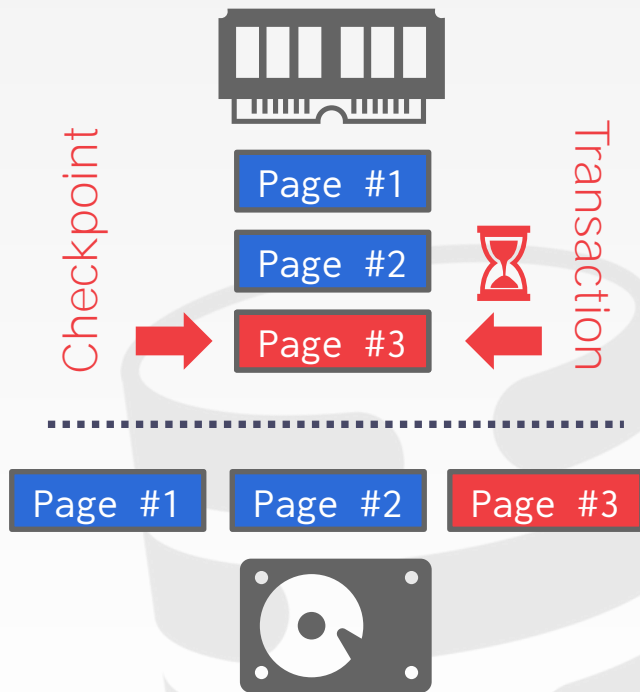 Checkpoint
Transaction
Page #1
Page #2
Page #3
Page #1
Page #2
Page #3